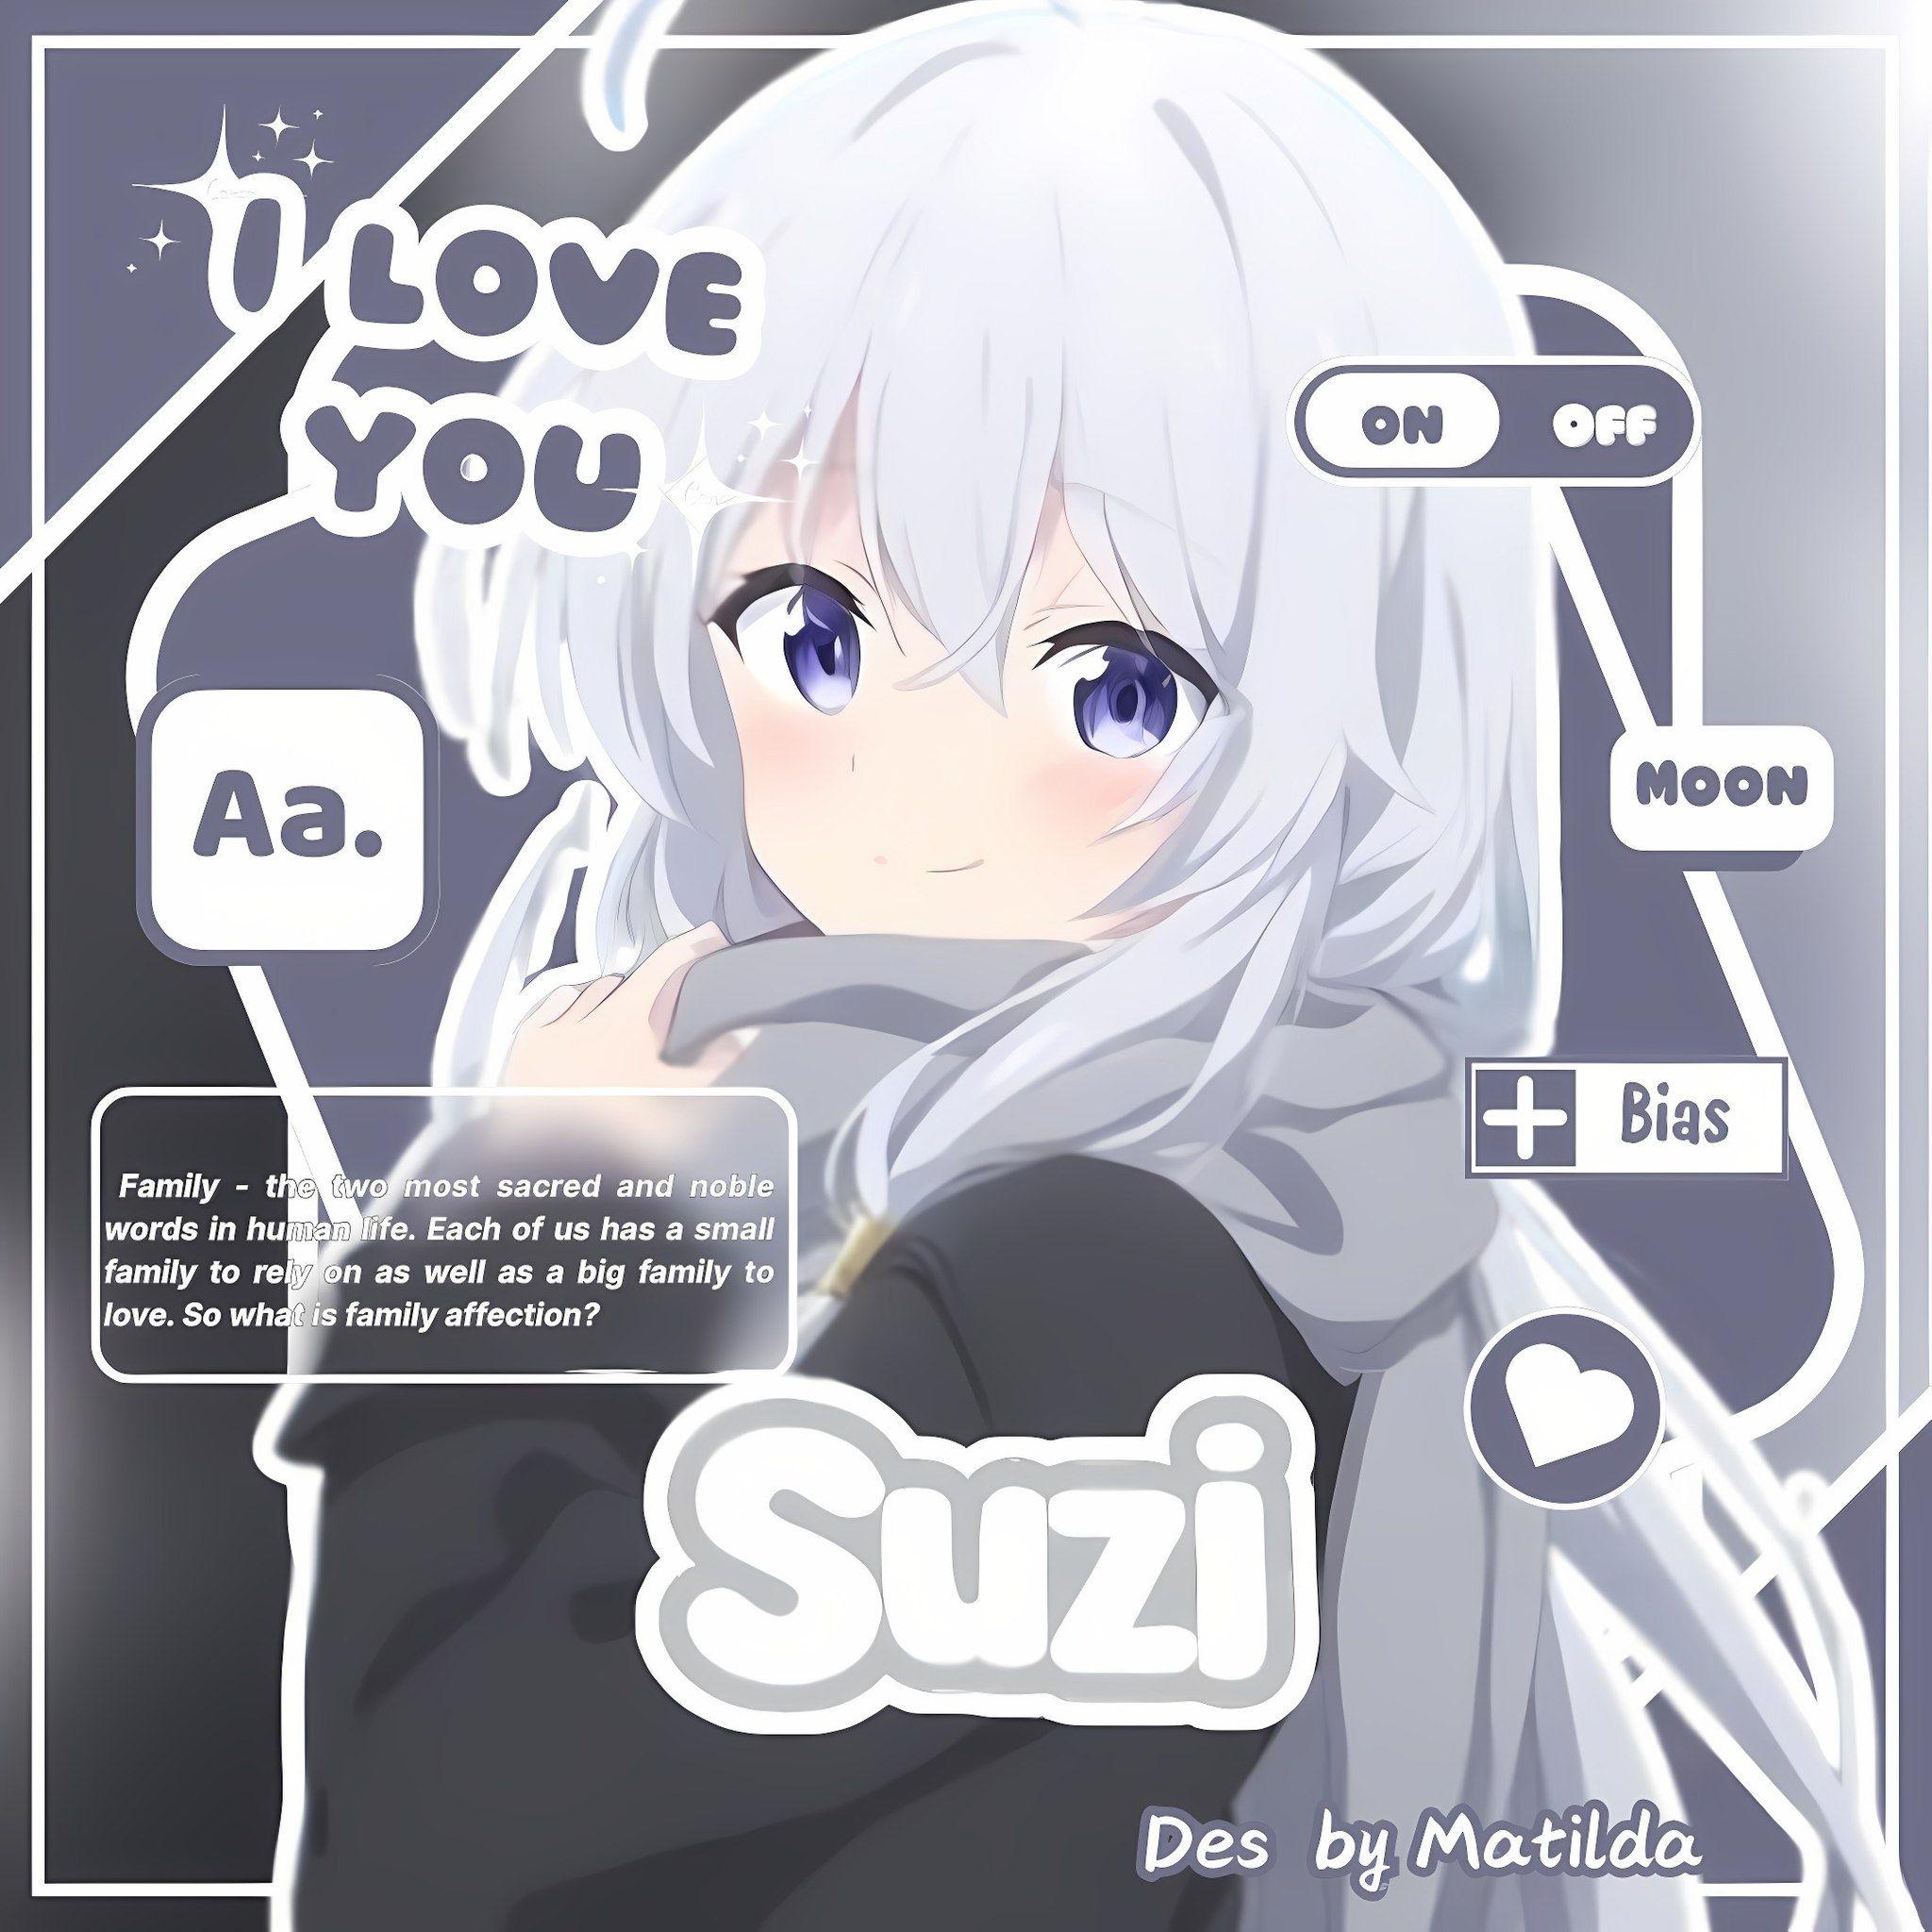 I LOVE
YOU
ON OFF
Aa.
MOON
+ Bias
Family - the two most sacred and noble
words in human life. Each of us has a small
family to rely on as well as a big family to
love. So what is family affection?
Suzi
Des by Matilda